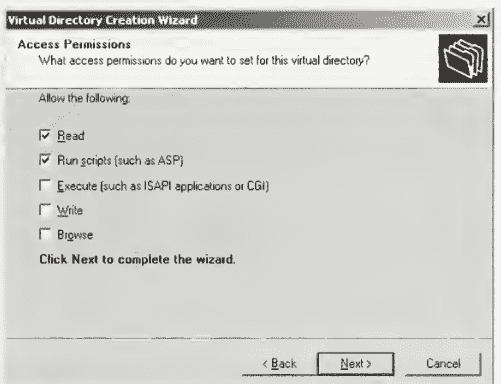 Virtual Directory Creation Wizard
Access Permissions
What access permissions do you want to set for this virtual directory?
Allow the following:
Read
Run scripts (such as ASP)
Execute (such as ISAPI applications or CGI)
Write
Browse
Click Next to complete the wizard.
< Back Next > Cancel